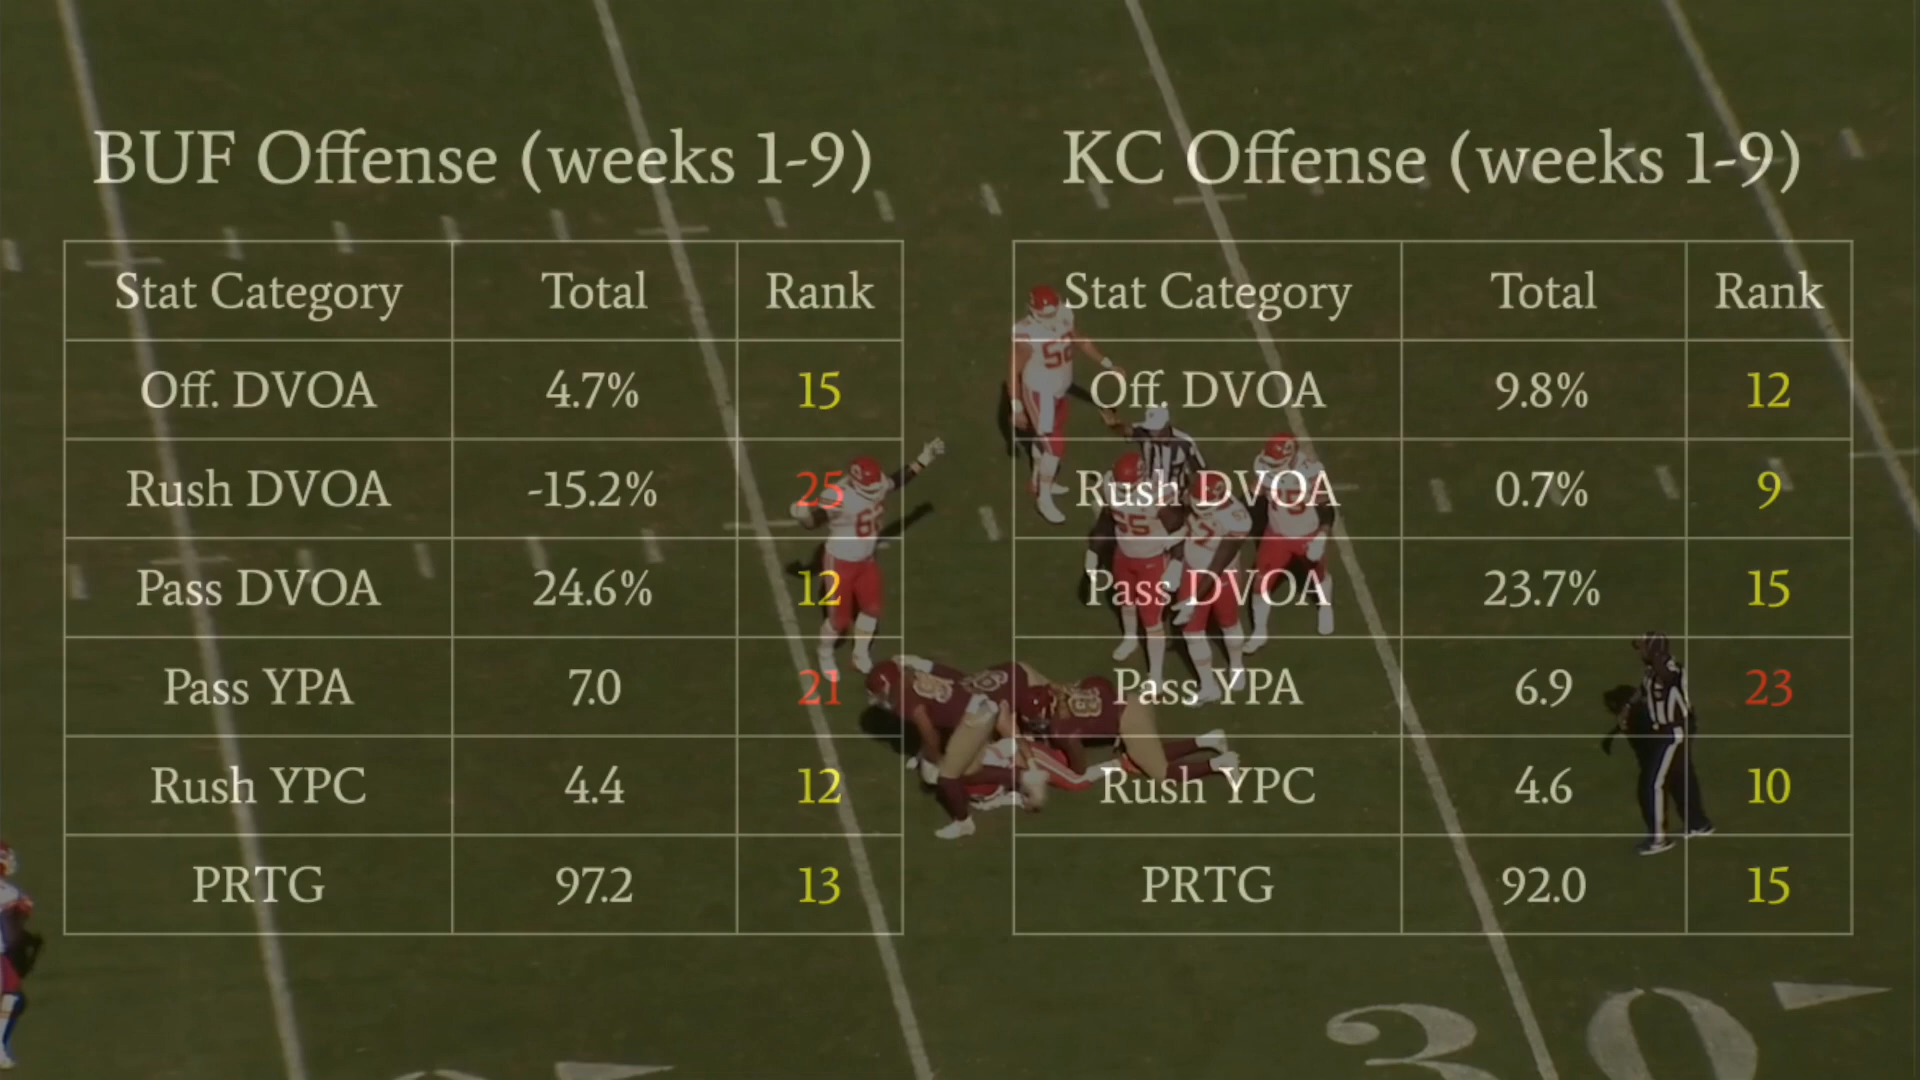 BUF Offense (weeks 1-9)
Stat Category Total Rank
Off. DVOA 4.7% 15
Rush DVOA -15.2% 25
Pass DVOA 24.6% 12
Pass YPA 7.0 21
Rush YPC 4.4 12
PRTG 97.2 13
KC Offense (weeks 1-9)
Stat Category Total Rank
Off. DVOA 9.8% 12
Rush DVOA 0.7% 9
Pass DVOA 23.7% 15
Pass YPA 6.9 23
Rush YPC 4.6 10
PRTG 92.0 15
52
30